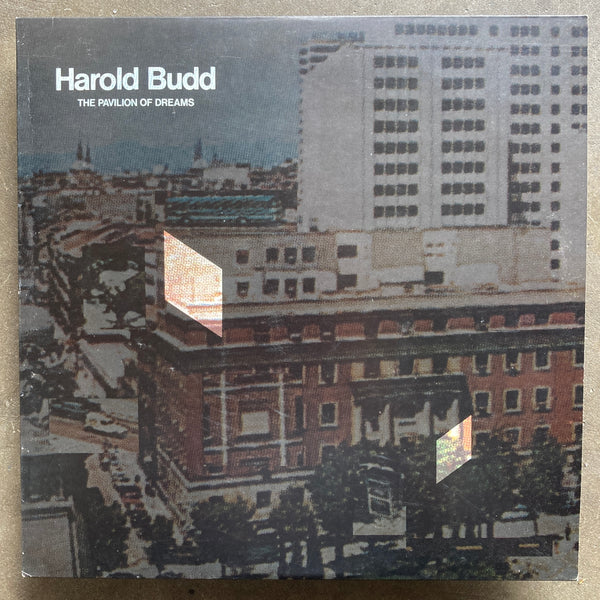 Harold Budd
THE PAVILION OF DREAMS